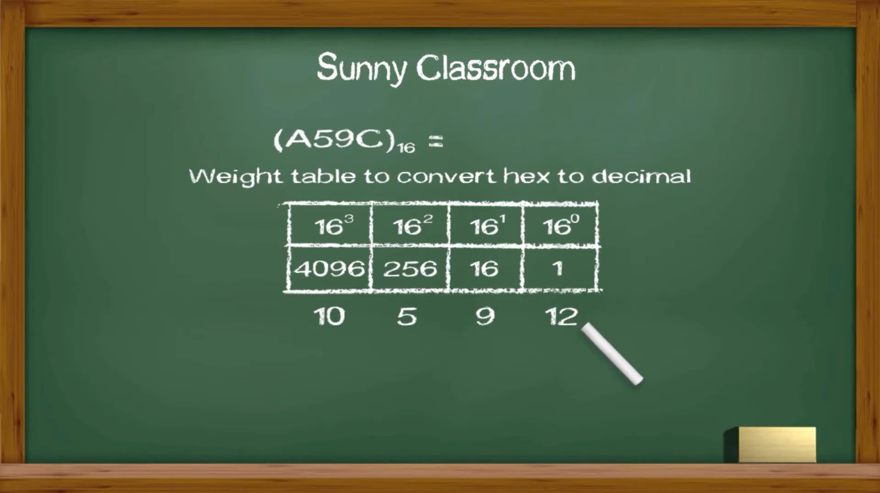 Sunny Classroom
(A59C)₁₆ =
Weight table to convert hex to decimal
16³ 16² 16¹ 16⁰
4096 256 16 1
10 5 9 12